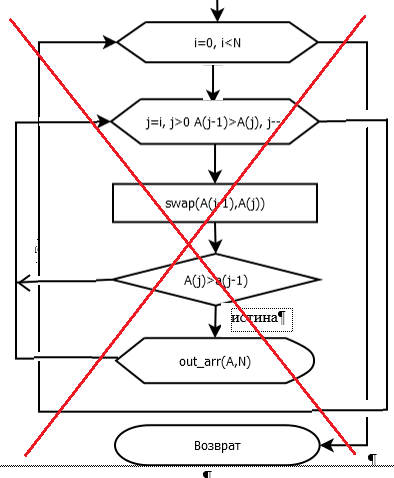 i=0, i<N
j=i, j>0 A(j-1)>A(j), j--
swap(A(j-1),A(j))
A(j)>a(j-1)
истина¶
out_arr(A,N)
Возврат
¶
¶